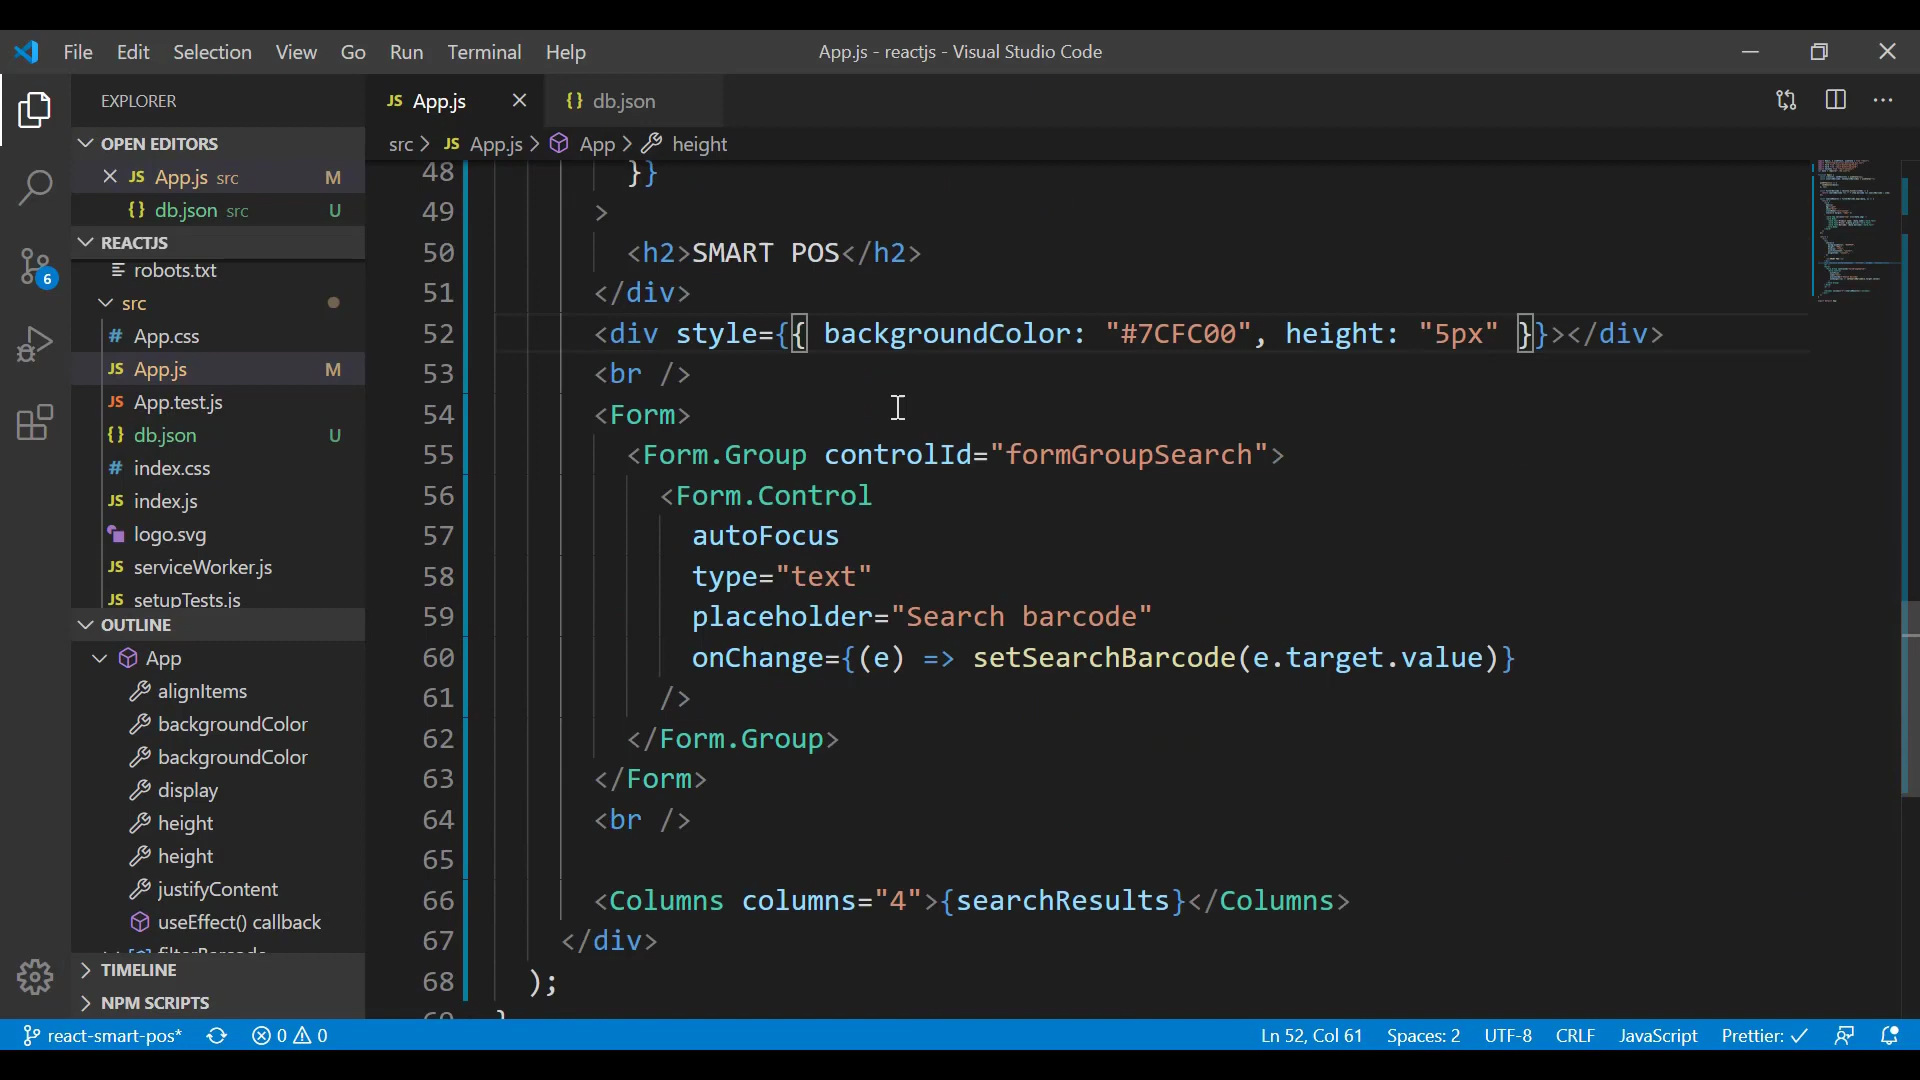 File Edit Selection View Go Run Terminal Help
App.js - reactjs - Visual Studio Code
EXPLORER
OPEN EDITORS
JS App.js src M
{} db.json src U
REACTJS
robots.txt
src
# App.css
JS App.js M
JS App.test.js
{} db.json U
# index.css
JS index.js
logo.svg
JS serviceWorker.js
JS setupTests.js
OUTLINE
App
alignItems
backgroundColor
backgroundColor
display
height
height
justifyContent
useEffect() callback
TIMELINE
NPM SCRIPTS
6
JS App.js
{} db.json
src > JS App.js > App > height
48 }}
49 >
50 <h2>SMART POS</h2>
51 </div>
52 <div style={{ backgroundColor: "#7CFC00", height: "5px" }}></div>
53 <br />
54 <Form>
55 <Form.Group controlId="formGroupSearch">
56 <Form.Control
57 autoFocus
58 type="text"
59 placeholder="Search barcode"
60 onChange={(e) => setSearchBarcode(e.target.value)}
61 />
62 </Form.Group>
63 </Form>
64 <br />
65
66 <Columns columns="4">{searchResults}</Columns>
67 </div>
68 );
react-smart-pos* 0 0 Ln 52, Col 61 Spaces: 2 UTF-8 CRLF JavaScript Prettier: ✓